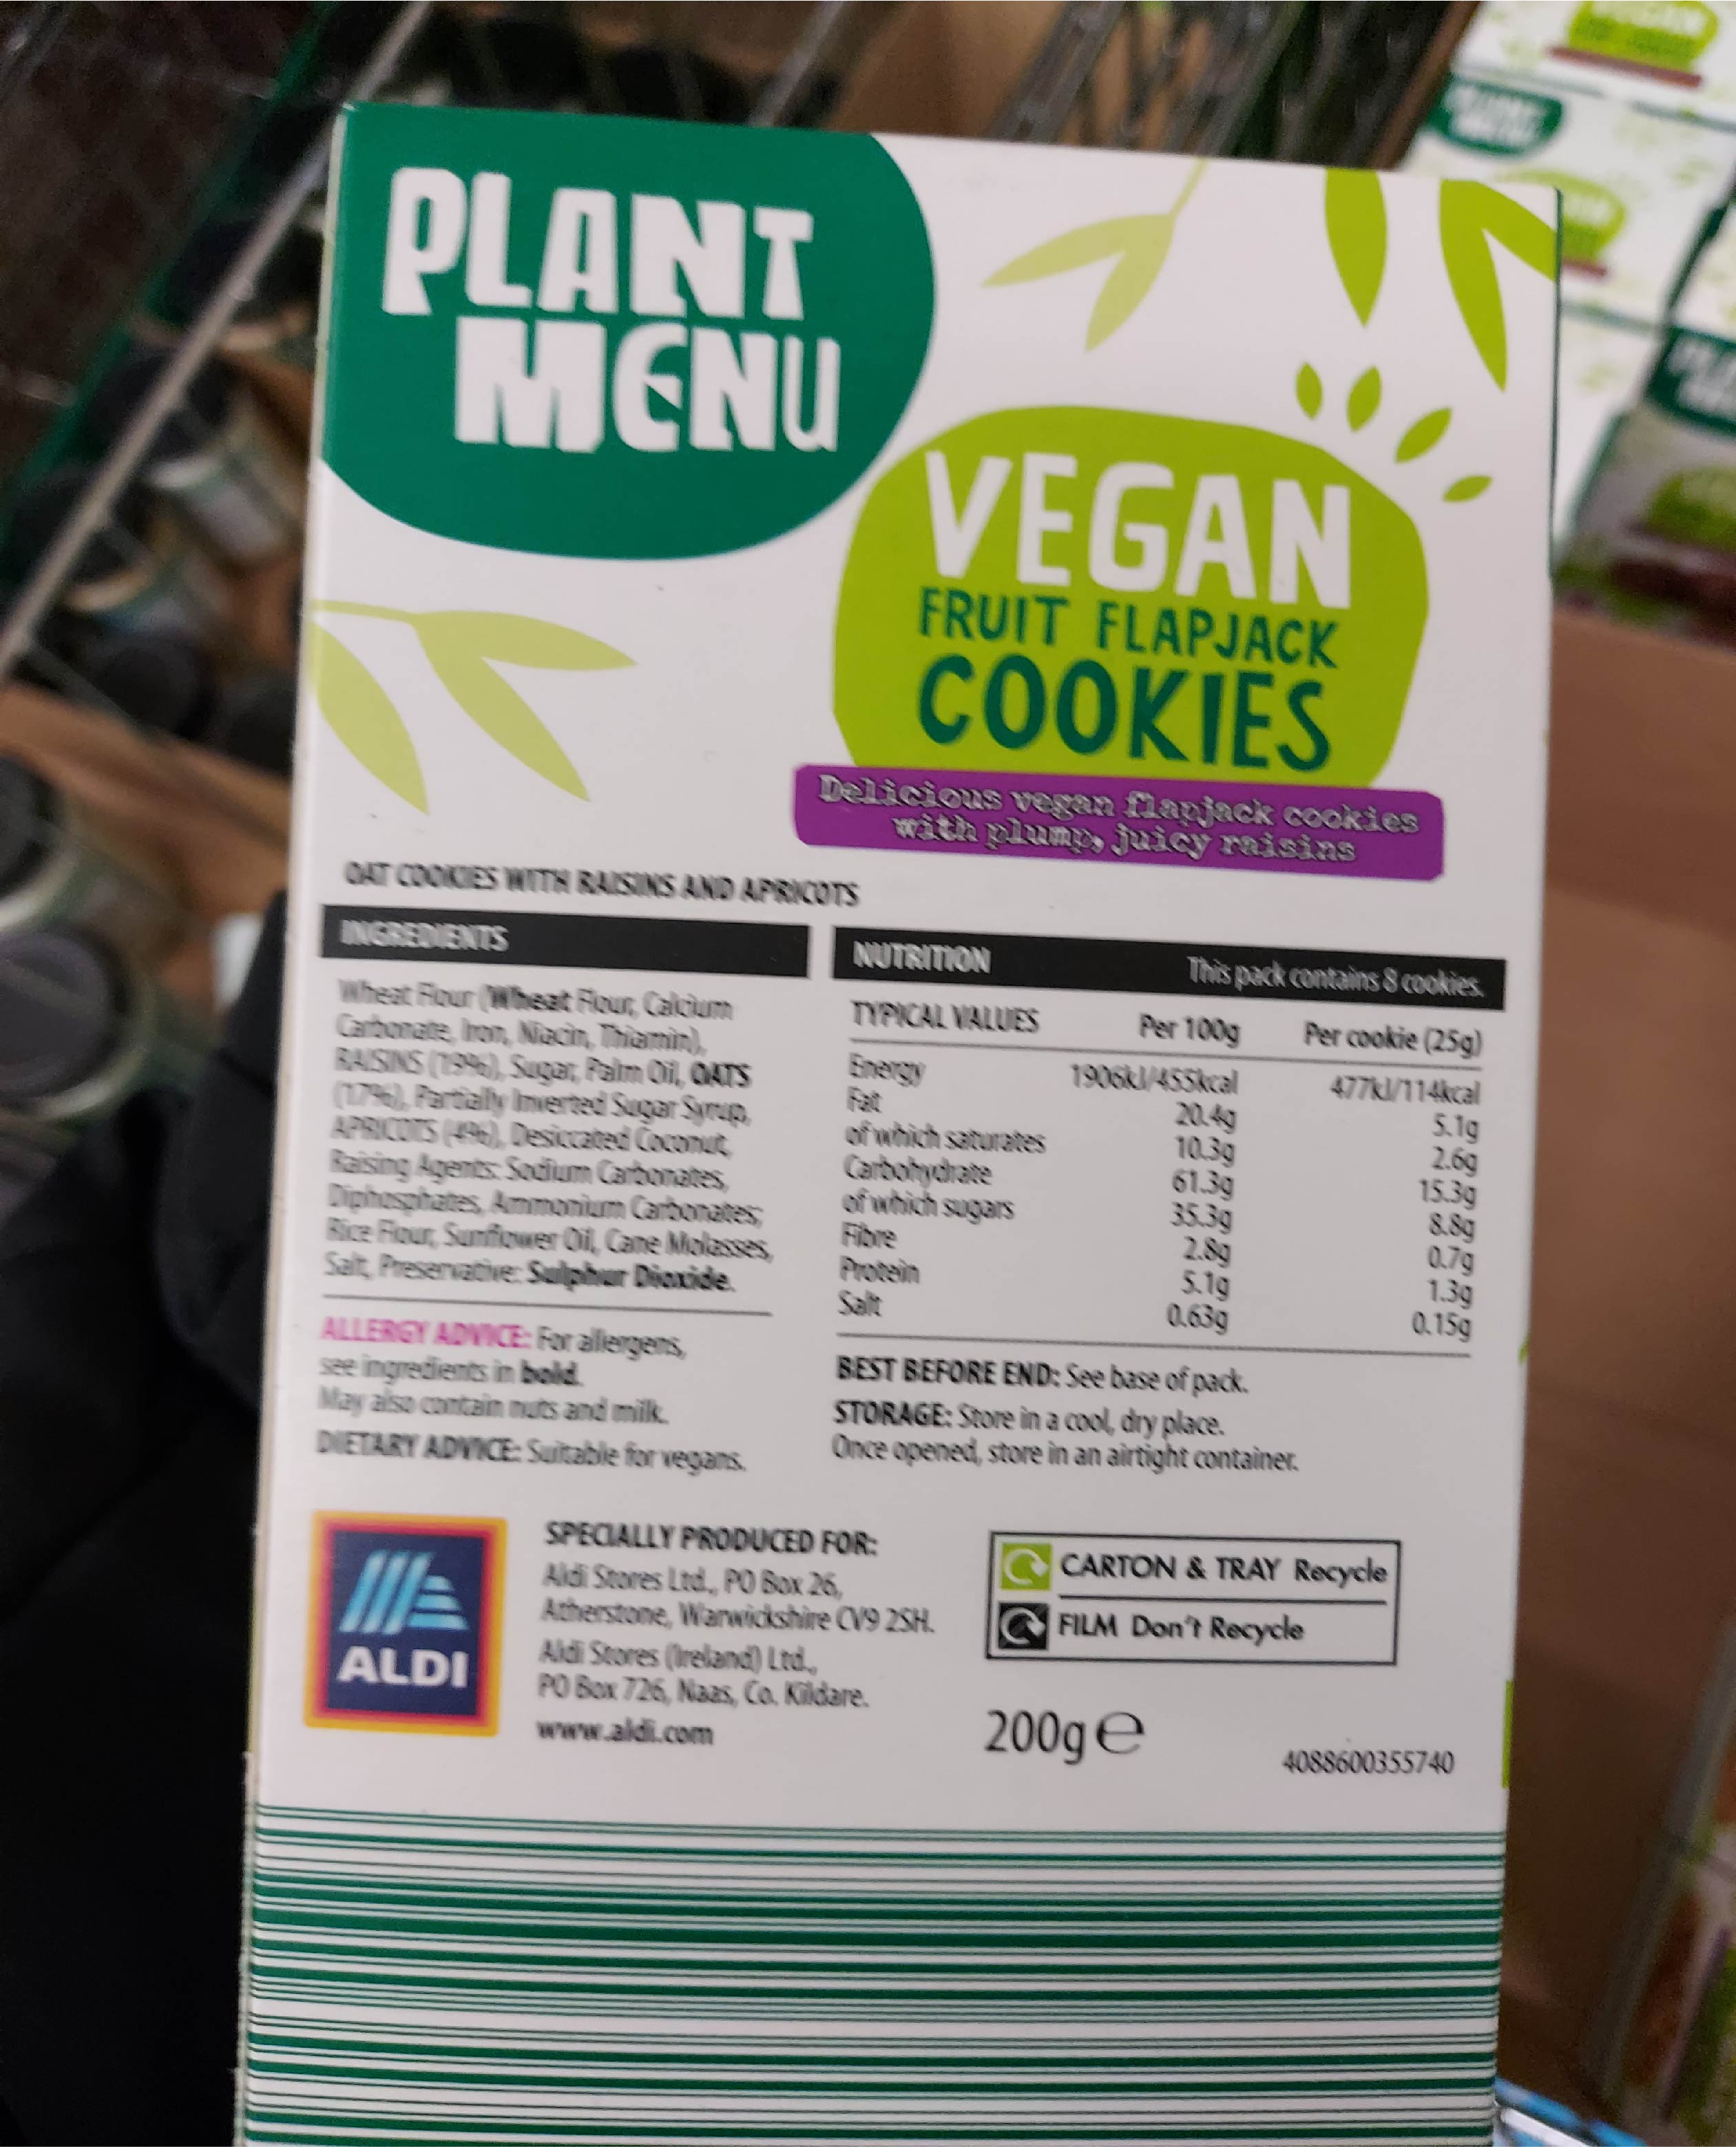 PLANT
MENU
VEGAN
FRUIT FLAPJACK
COOKIES
Delicious vegan flapjack cookies
with plump, juicy raisins
OAT COOKIES WITH RAISINS AND APRICOTS
INGREDIENTS
Wheat Flour (Wheat Flour, Calcium
Carbonate, Iron, Niacin, Thiamin),
RAISINS (19%), Sugar, Palm Oil, OATS
(17%), Partially Inverted Sugar Syrup,
APRICOTS (4%), Desiccated Coconut,
Raising Agents: Sodium Carbonates,
Diphosphates, Ammonium Carbonates;
Rice Flour, Sunflower Oil, Cane Molasses,
Salt, Preservative: Sulphur Dioxide.
ALLERGY ADVICE: For allergens,
see ingredients in bold.
May also contain nuts and milk.
DIETARY ADVICE: Suitable for vegans.
NUTRITION This pack contains 8 cookies.
TYPICAL VALUES Per 100g Per cookie (25g)
Energy 1906kJ/455kcal 477kJ/114kcal
Fat 20.4g 5.1g
of which saturates 10.3g 2.6g
Carbohydrate 61.3g 15.3g
of which sugars 35.3g 8.8g
Fibre 2.8g 0.7g
Protein 5.1g 1.3g
Salt 0.63g 0.15g
BEST BEFORE END: See base of pack.
STORAGE: Store in a cool, dry place.
Once opened, store in an airtight container.
ALDI
SPECIALLY PRODUCED FOR:
Aldi Stores Ltd., PO Box 26,
Atherstone, Warwickshire CV9 2SH.
Aldi Stores (Ireland) Ltd.,
PO Box 726, Naas, Co. Kildare.
www.aldi.com
CARTON & TRAY Recycle
FILM Don't Recycle
200g ℮
4088600355740